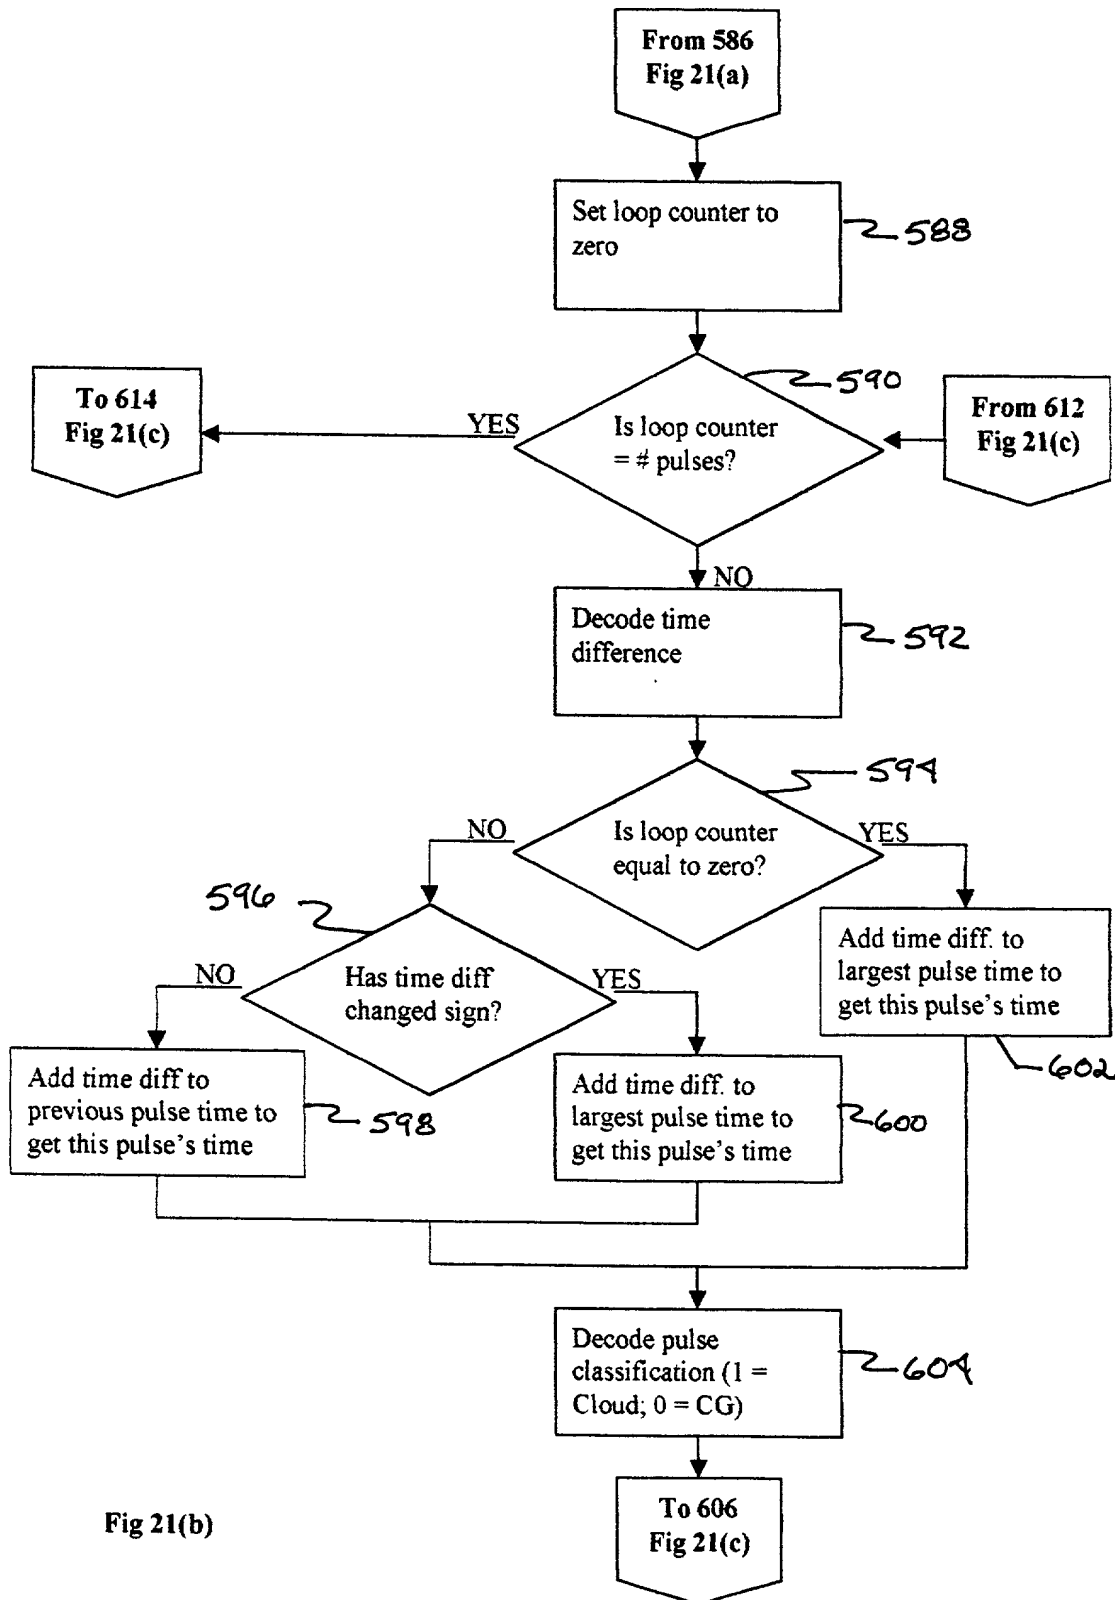 From 586
Fig 21(a)
Set loop counter to
zero
588
590
To 614
Fig 21(c)
YES
Is loop counter
= # pulses?
From 612
Fig 21(c)
NO
Decode time
difference
592
594
NO
Is loop counter
equal to zero?
YES
596
NO
Has time diff
changed sign?
YES
Add time diff. to
largest pulse time to
get this pulse's time
602
Add time diff to
previous pulse time to
get this pulse's time
598
Add time diff. to
largest pulse time to
get this pulse's time
600
Decode pulse
classification (1 =
Cloud; 0 = CG)
604
Fig 21(b)
To 606
Fig 21(c)